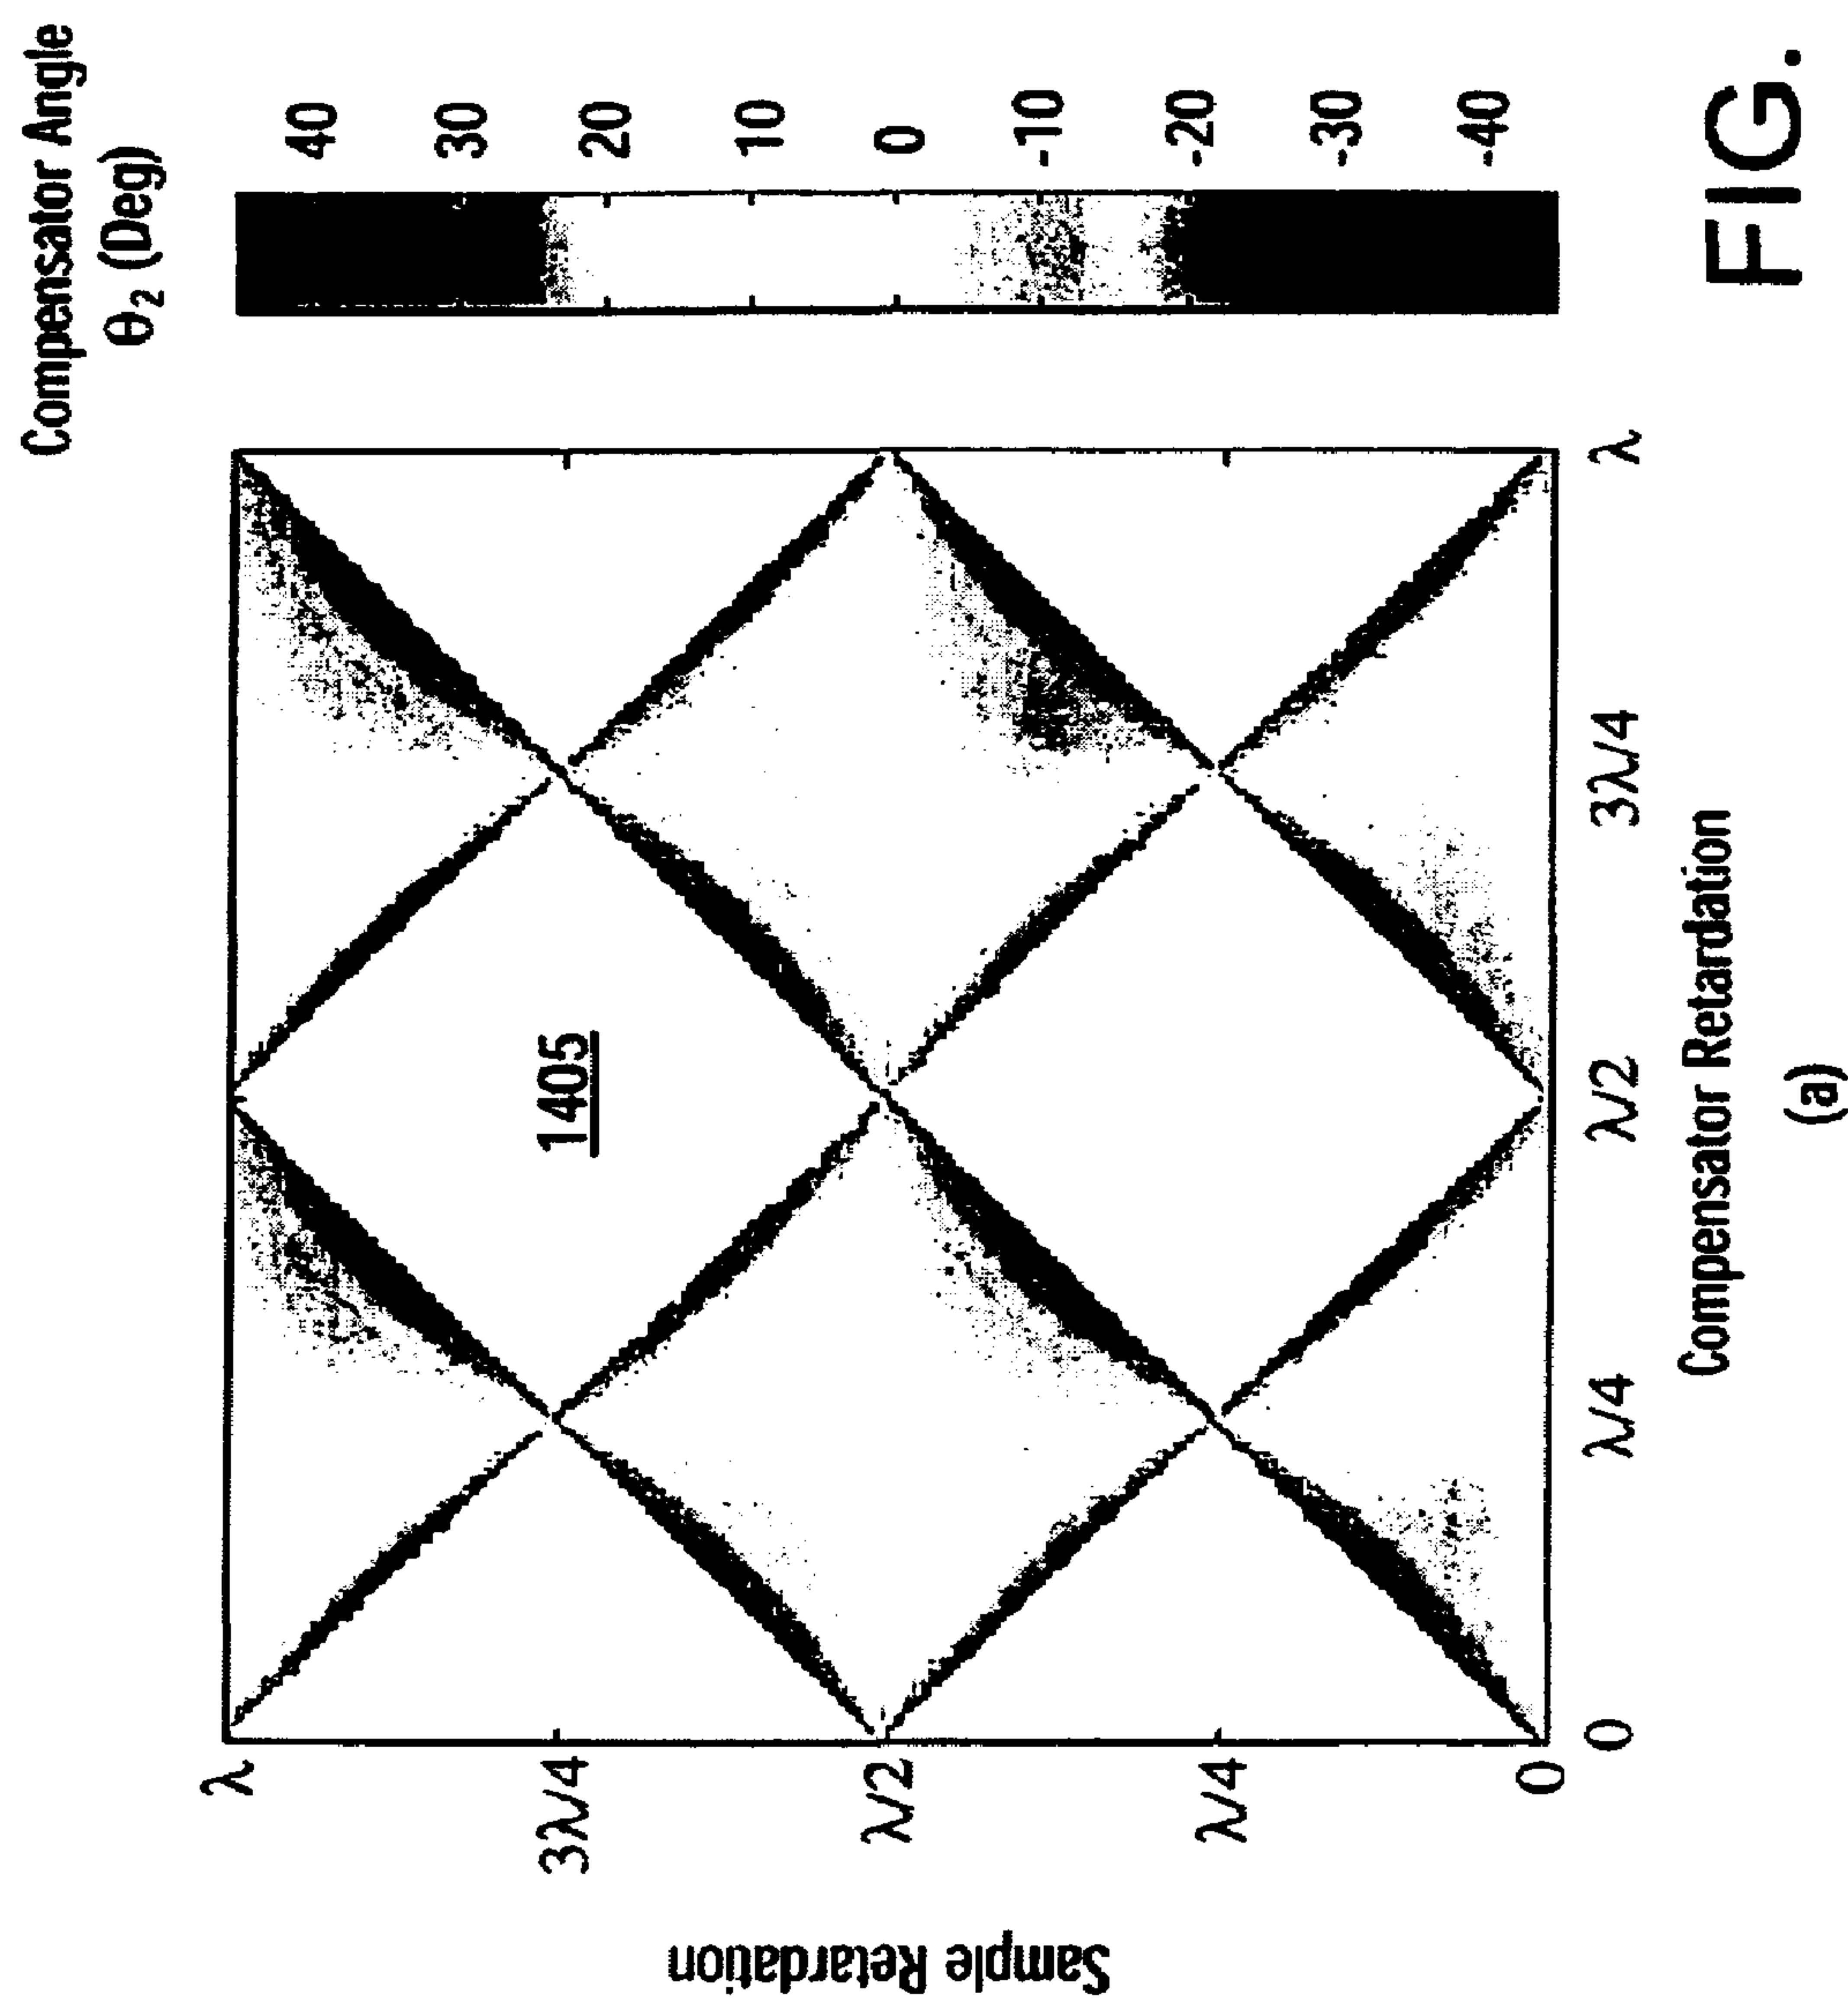 Compensator Angle
θ₂ (Deg)
40
30
20
10
0
-10
-20
-30
-40
1405
Sample Retardation
λ
3λ/4
λ/2
λ/4
0
0
λ/4
λ/2
3λ/4
λ
Compensator Retardation
(a)
FIG.